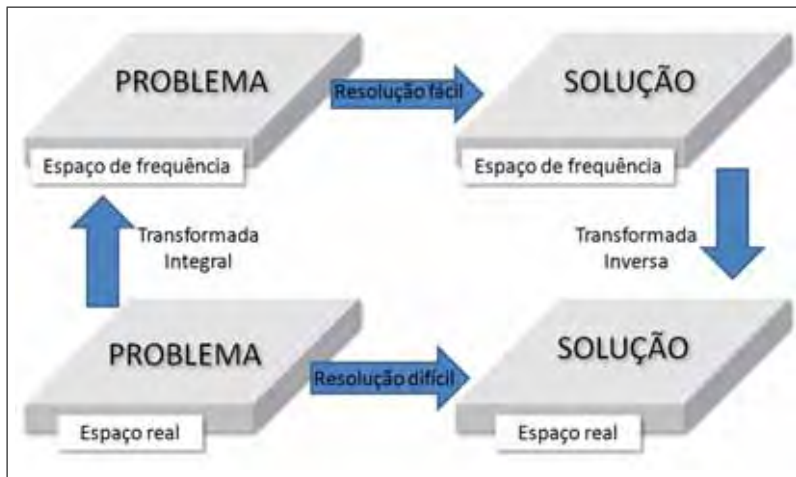 PROBLEMA
Resolução fácil
SOLUÇÃO
Espaço de frequência
Espaço de frequência
Transformada
Integral
Transformada
Inversa
PROBLEMA
Resolução difícil
SOLUÇÃO
Espaço real
Espaço real